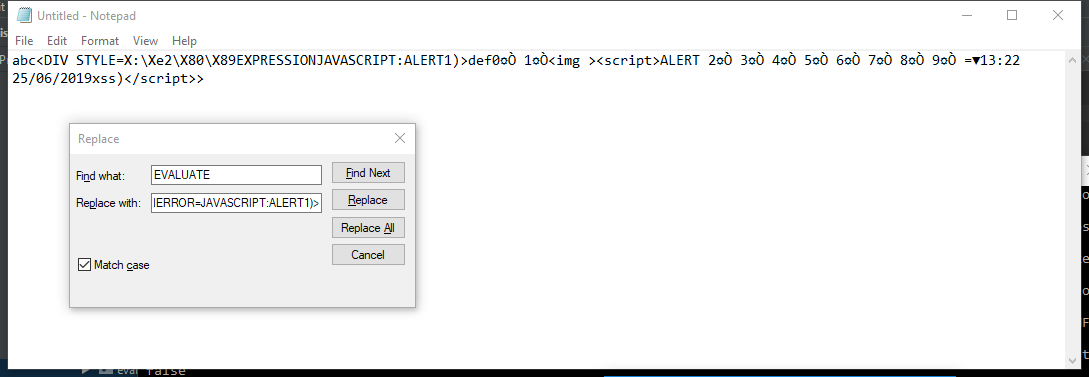 Untitled - Notepad
File Edit Format View Help
abc<DIV STYLE=X:\Xe2\X80\X89EXPRESSIONJAVASCRIPT:ALERT1)>def0¤Ò 1¤Ò<img ><script>ALERT 2¤Ò 3¤Ò 4¤Ò 5¤Ò 6¤Ò 7¤Ò 8¤Ò 9¤Ò =▼13:22
25/06/2019xss)</script>>
Replace
Find what: EVALUATE Find Next
Replace with: IERROR=JAVASCRIPT:ALERT1)> Replace
Replace All
Cancel
Match case
eval false